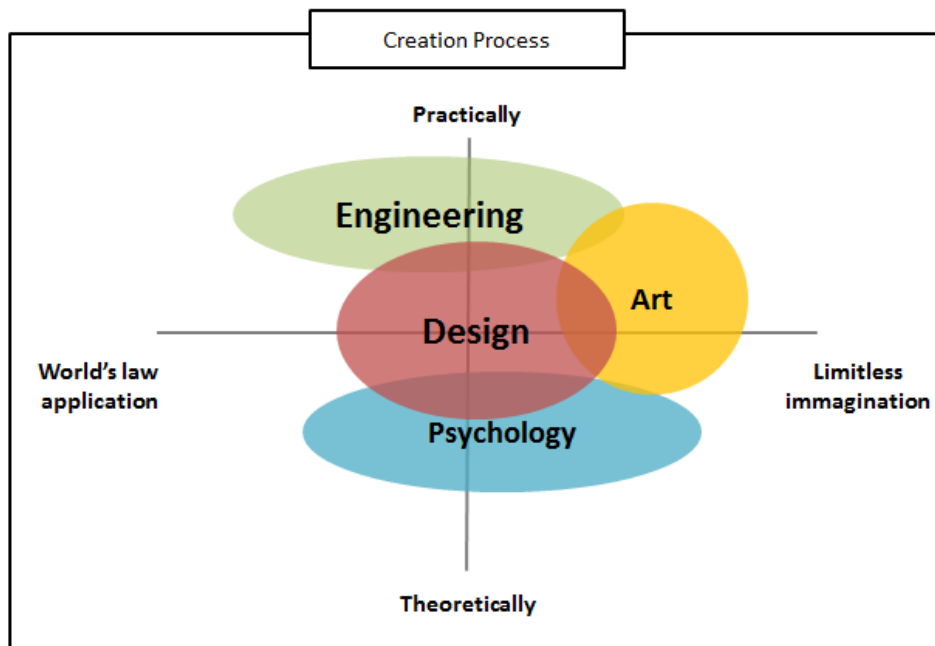 Creation Process
Practically
Engineering
Art
Design
World's law
application
Limitless
immagination
Psychology
Theoretically